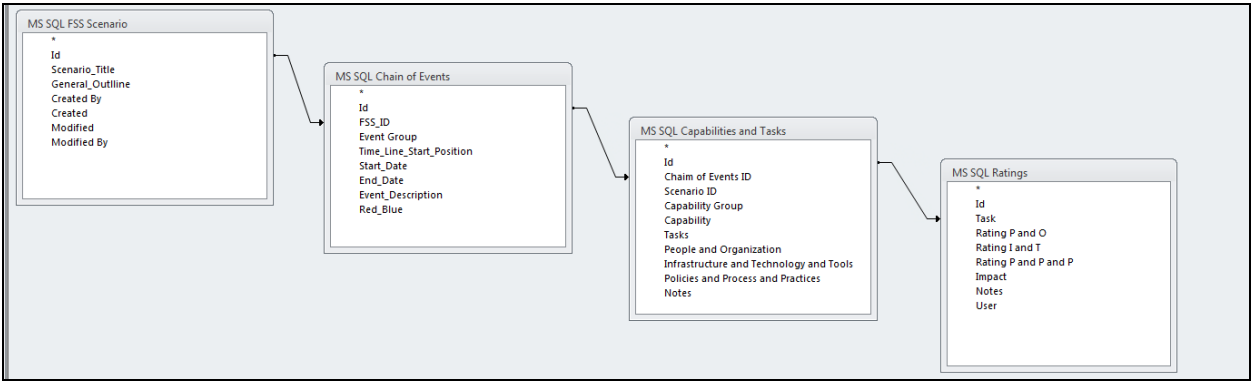 MS SQL FSS Scenario
*
Id
Scenario_Title
General_Outlline
Created By
Created
Modified
Modified By
MS SQL Chain of Events
*
Id
FSS_ID
Event Group
Time_Line_Start_Position
Start_Date
End_Date
Event_Description
Red_Blue
MS SQL Capabilities and Tasks
*
Id
Chaim of Events ID
Scenario ID
Capability Group
Capability
Tasks
People and Organization
Infrastructure and Technology and Tools
Policies and Process and Practices
Notes
MS SQL Ratings
*
Id
Task
Rating P and O
Rating I and T
Rating P and P and P
Impact
Notes
User